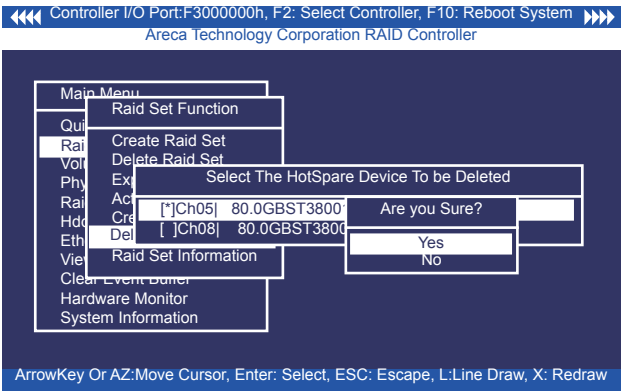 Controller I/O Port:F3000000h, F2: Select Controller, F10: Reboot System
Areca Technology Corporation RAID Controller
Main Menu
Raid Set Function
Create Raid Set
Delete Raid Set
Select The HotSpare Device To be Deleted
[*]Ch05| 80.0GBST3800
Are you Sure?
[ ]Ch08| 80.0GBST3800
Yes
No
Raid Set Information
Clear Event Buffer
Hardware Monitor
System Information
ArrowKey Or AZ:Move Cursor, Enter: Select, ESC: Escape, L:Line Draw, X: Redraw